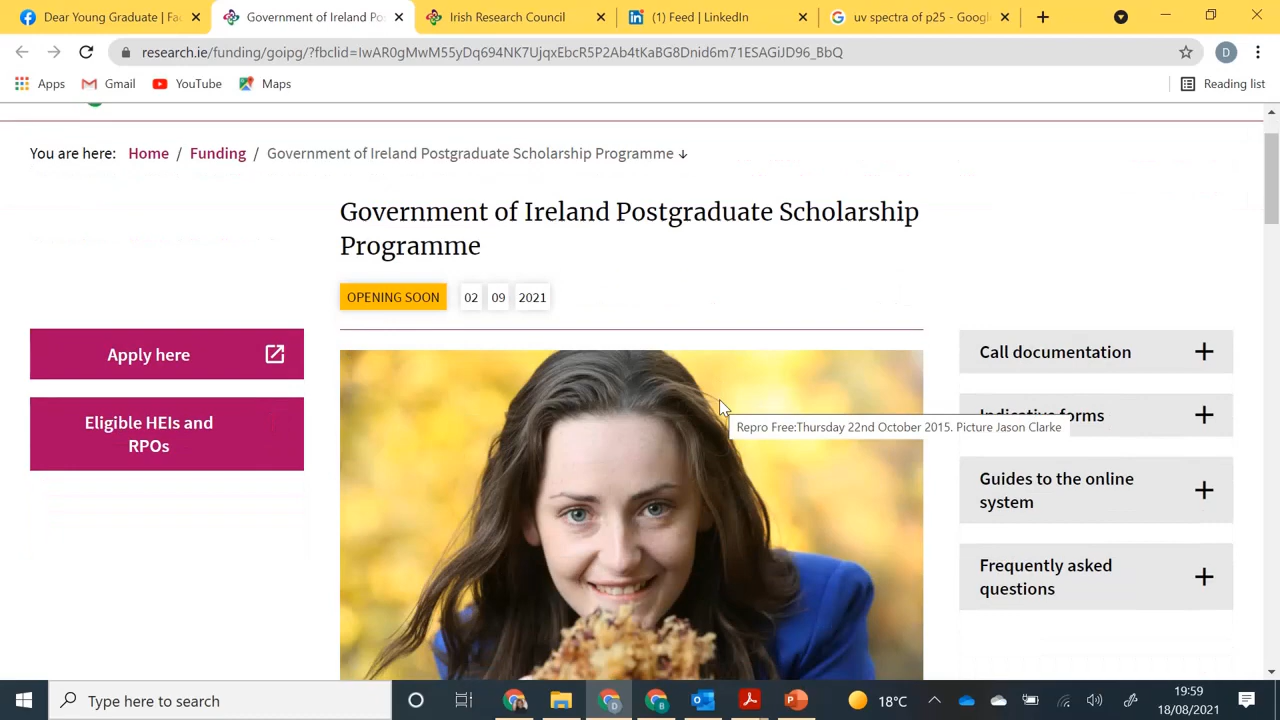 Dear Young Graduate | Fa
Government of Ireland Po
Irish Research Council
(1) Feed | LinkedIn
uv spectra of p25 - Googl
research.ie/funding/goipg/?fbclid=IwAR0gMwM55yDq694NK7UjqxEbcR5P2Ab4tKaBG8Dnid6m71ESAGiJD96_BbQ
D
Apps
Gmail
YouTube
Maps
Reading list
You are here: Home / Funding / Government of Ireland Postgraduate Scholarship Programme
Government of Ireland Postgraduate Scholarship
Programme
OPENING SOON 02 09 2021
Apply here
Eligible HEIs and
RPOs
Repro Free:Thursday 22nd October 2015. Picture Jason Clarke
Call documentation
Indicative forms
Guides to the online
system
Frequently asked
questions
Type here to search
18°C
19:59
18/08/2021